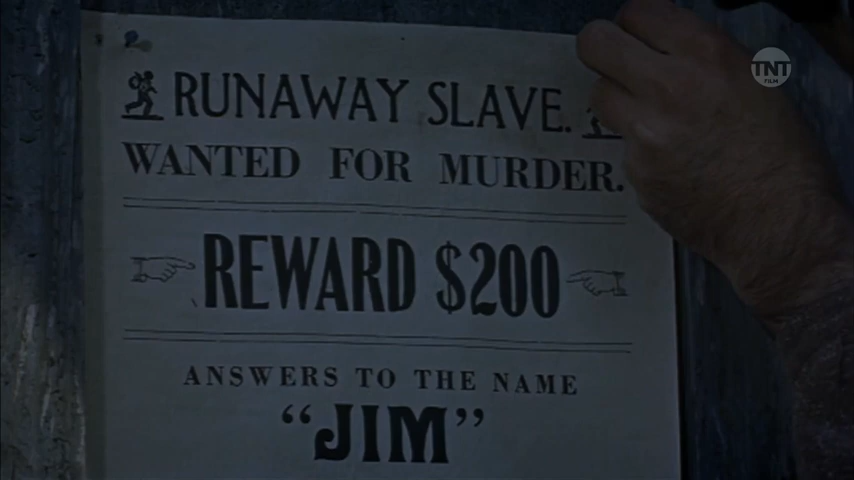 TNT
FILM
RUNAWAY SLAVE.
WANTED FOR MURDER.
REWARD $200
ANSWERS TO THE NAME
"JIM"